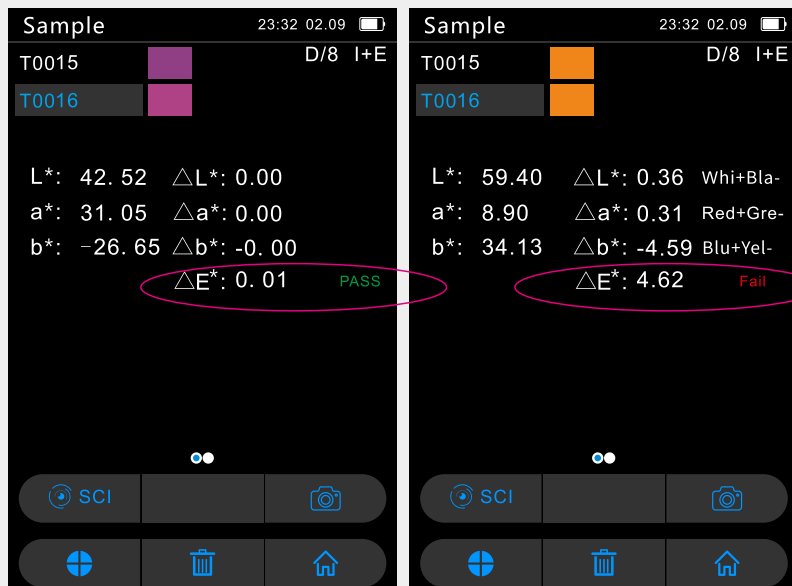 Sample 23:32 02.09
T0015 D/8 I+E
T0016
L*: 42.52 △L*: 0.00
a*: 31.05 △a*: 0.00
b*: -26.65 △b*: -0.00
△E*: 0.01 PASS
SCI
Sample 23:32 02.09
T0015 D/8 I+E
T0016
L*: 59.40 △L*: 0.36 Whi+Bla-
a*: 8.90 △a*: 0.31 Red+Gre-
b*: 34.13 △b*: -4.59 Blu+Yel-
△E*: 4.62 Fail
SCI